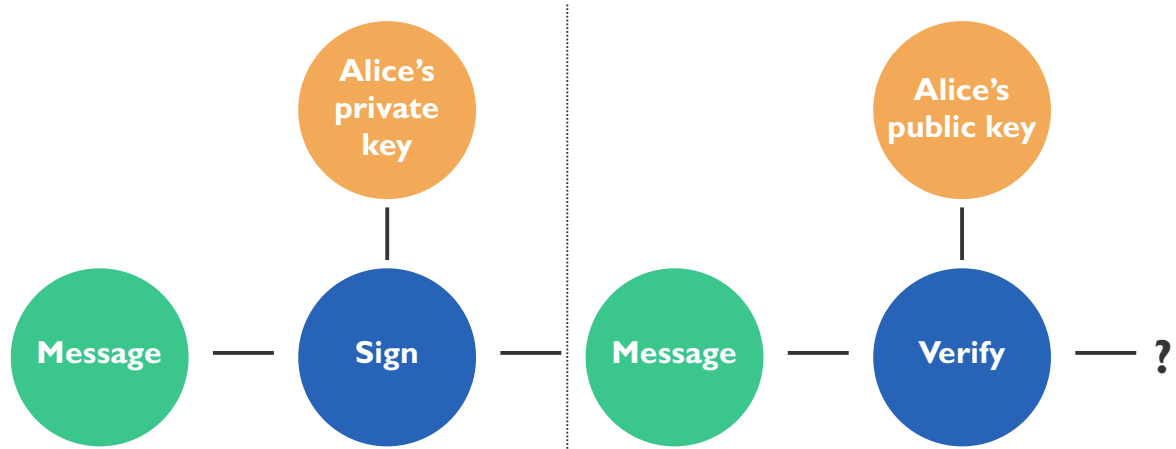 Alice’s
private
key
Message
Sign
Alice’s
public key
Message
Verify
?